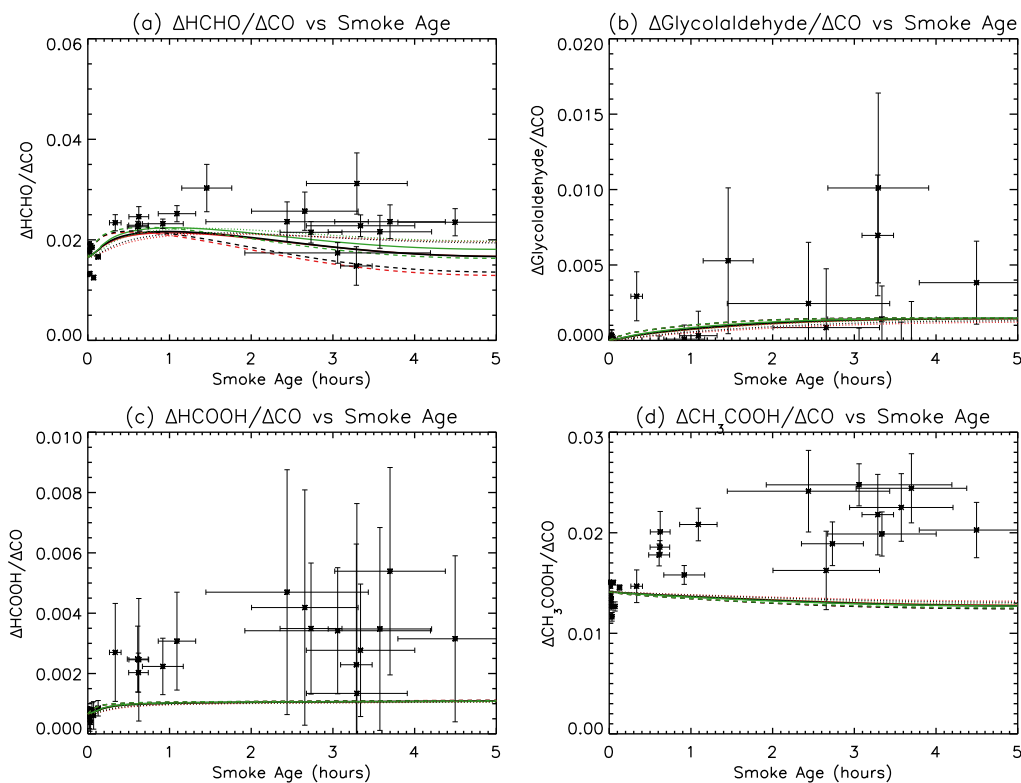 (a) ΔHCHO/ΔCO vs Smoke Age
0.06
0.04
0.02
0.00
ΔHCHO/ΔCO
0 1 2 3 4 5
Smoke Age (hours)
(b) ΔGlycolaldehyde/ΔCO vs Smoke Age
0.020
0.015
0.010
0.005
0.000
ΔGlycolaldehyde/ΔCO
0 1 2 3 4 5
Smoke Age (hours)
(c) ΔHCOOH/ΔCO vs Smoke Age
0.010
0.008
0.006
0.004
0.002
0.000
ΔHCOOH/ΔCO
0 1 2 3 4 5
Smoke Age (hours)
(d) ΔCH₃COOH/ΔCO vs Smoke Age
0.03
0.02
0.01
0.00
ΔCH₃COOH/ΔCO
0 1 2 3 4 5
Smoke Age (hours)